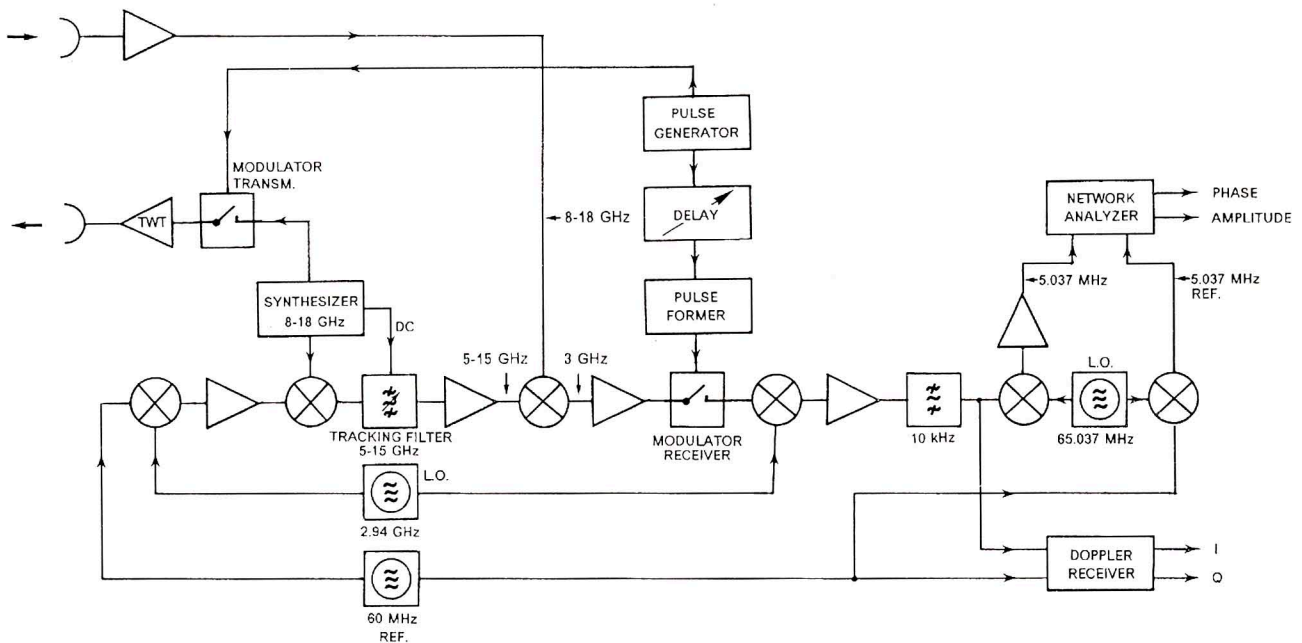 PULSE
GENERATOR
MODULATOR
TRANSM.
TWT
8-18 GHz
DELAY
NETWORK
ANALYZER
PHASE
AMPLITUDE
SYNTHESIZER
8-18 GHz
DC
PULSE
FORMER
5.037 MHz
5.037 MHz
REF.
5-15 GHz
3 GHz
L.O.
TRACKING FILTER
5-15 GHz
MODULATOR
RECEIVER
10 kHz
65.037 MHz
L.O.
2.94 GHz
DOPPLER
RECEIVER
I
Q
60 MHz
REF.